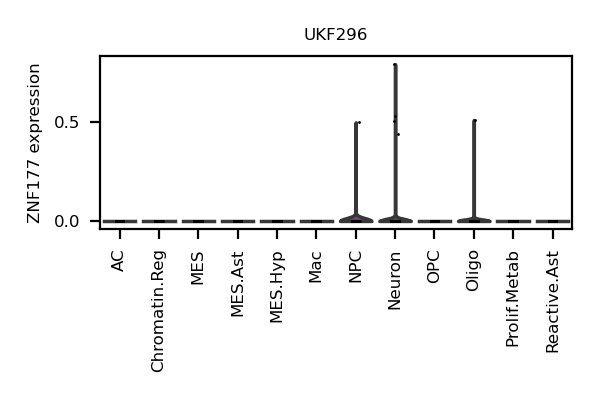 UKF296
ZNF177 expression
0.5
0.0
AC
Chromatin.Reg
MES
MES.Ast
MES.Hyp
Mac
NPC
Neuron
OPC
Oligo
Prolif.Metab
Reactive.Ast